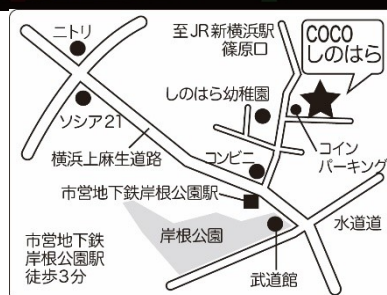 ニトリ
至JR新横浜駅
篠原口
COCO
しのはら
しのはら幼稚園
ソシア21
コイン
パーキング
横浜上麻生道路
コンビニ
市営地下鉄岸根公園駅
水道道
岸根公園
市営地下鉄
岸根公園駅
徒歩3分
武道館